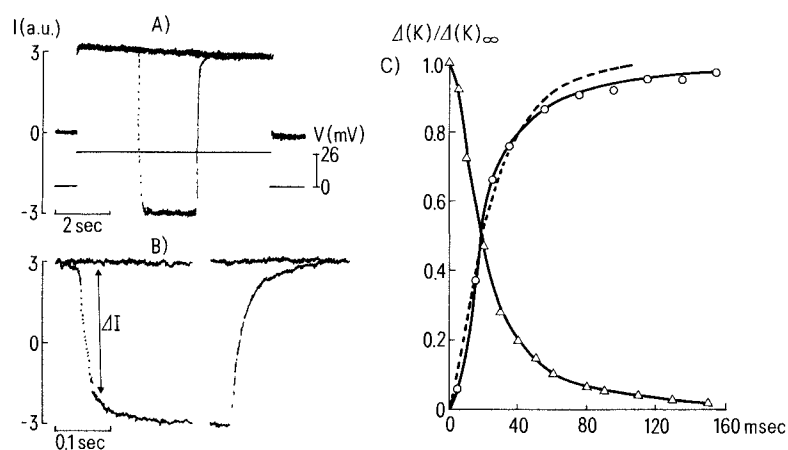 I (a.u.)
A)
3
0
-3
V (mV)
26
0
2 sec
B)
3
0
-3
ΔI
0.1 sec
Δ(K)/Δ(K)∞
C)
1.0
0.8
0.6
0.4
0.2
0
0 40 80 120 160 msec